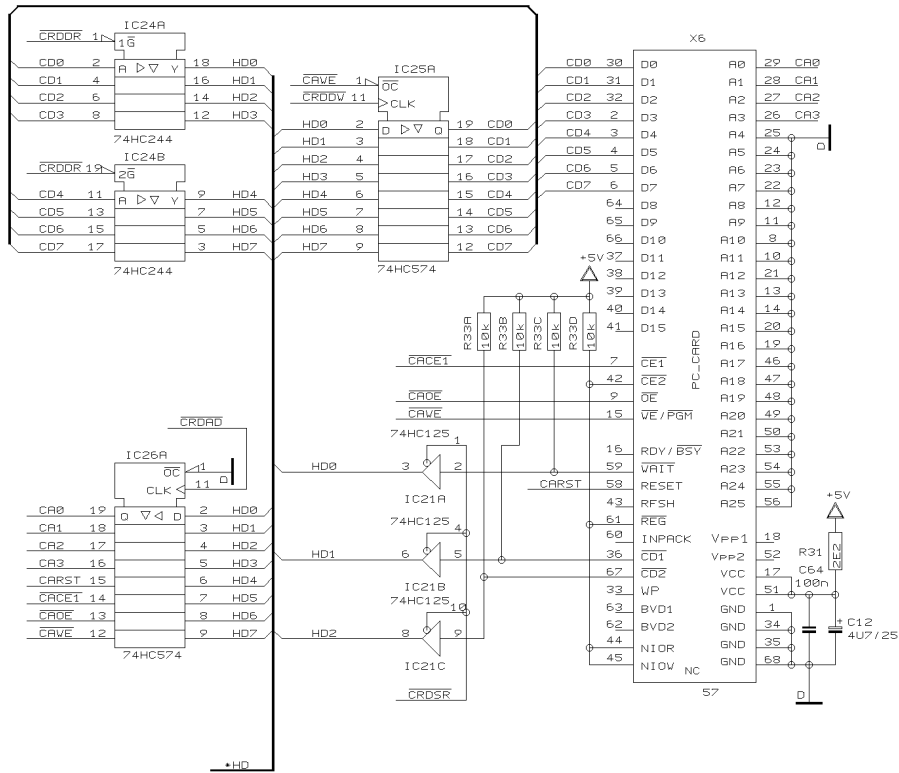 IC24A
CRDDR 1 1G
CD0 2 A Y 18 HD0
CD1 4 16 HD1
CD2 6 14 HD2
CD3 8 12 HD3
74HC244
IC24B
CRDDR 19 2G
CD4 11 A Y 9 HD4
CD5 13 7 HD5
CD6 15 5 HD6
CD7 17 3 HD7
74HC244
IC25A
CAWE 1 OC
CRDDW 11 CLK
HD0 2 D Q 19 CD0
HD1 3 18 CD1
HD2 4 17 CD2
HD3 5 16 CD3
HD4 6 15 CD4
HD5 7 14 CD5
HD6 8 13 CD6
HD7 9 12 CD7
74HC574
CRDAD
IC26A
OC 1 D
CLK 11
CA0 19 Q D 2 HD0
CA1 18 3 HD1
CA2 17 4 HD2
CA3 16 5 HD3
CARST 15 6 HD4
CACE1 14 7 HD5
CAOE 13 8 HD6
CAWE 12 9 HD7
74HC574
*HD
+5V
R33A 10k
R33B 10k
R33C 10k
R33D 10k
CACE1
CAOE
CAWE
74HC125
1
HD0 3 2
IC21A
CARST
74HC125
4
HD1 6 5
IC21B
74HC125
10
HD2 8 9
IC21C
CRDSR
X6
CD0 30 D0 A0 29 CA0
CD1 31 D1 A1 28 CA1
CD2 32 D2 A2 27 CA2
CD3 2 D3 A3 26 CA3
CD4 3 D4 A4 25 D
CD5 4 D5 A5 24
CD6 5 D6 A6 23
CD7 6 D7 A7 22
64 D8 A8 12
65 D9 A9 11
66 D10 A10 8
37 D11 A11 10
38 D12 A12 21
39 D13 A13 13
40 D14 A14 14
41 D15 A15 20
A16 19
7 CE1 A17 46
42 CE2 A18 47
9 OE A19 48
15 WE/PGM A20 49
A21 50
16 RDY/BSY A22 53
59 WAIT A23 54
58 RESET A24 55
43 RFSH A25 56
61 REG
60 INPACK Vpp1 18
36 CD1 Vpp2 52
67 CD2 VCC 17
33 WP VCC 51
63 BVD1 GND 1
62 BVD2 GND 34
44 NIOR GND 35
45 NIOW GND 68
NC
PC_CARD
57
+5V
R31 2E2
C64
100n
+ C12
4U7/25
D